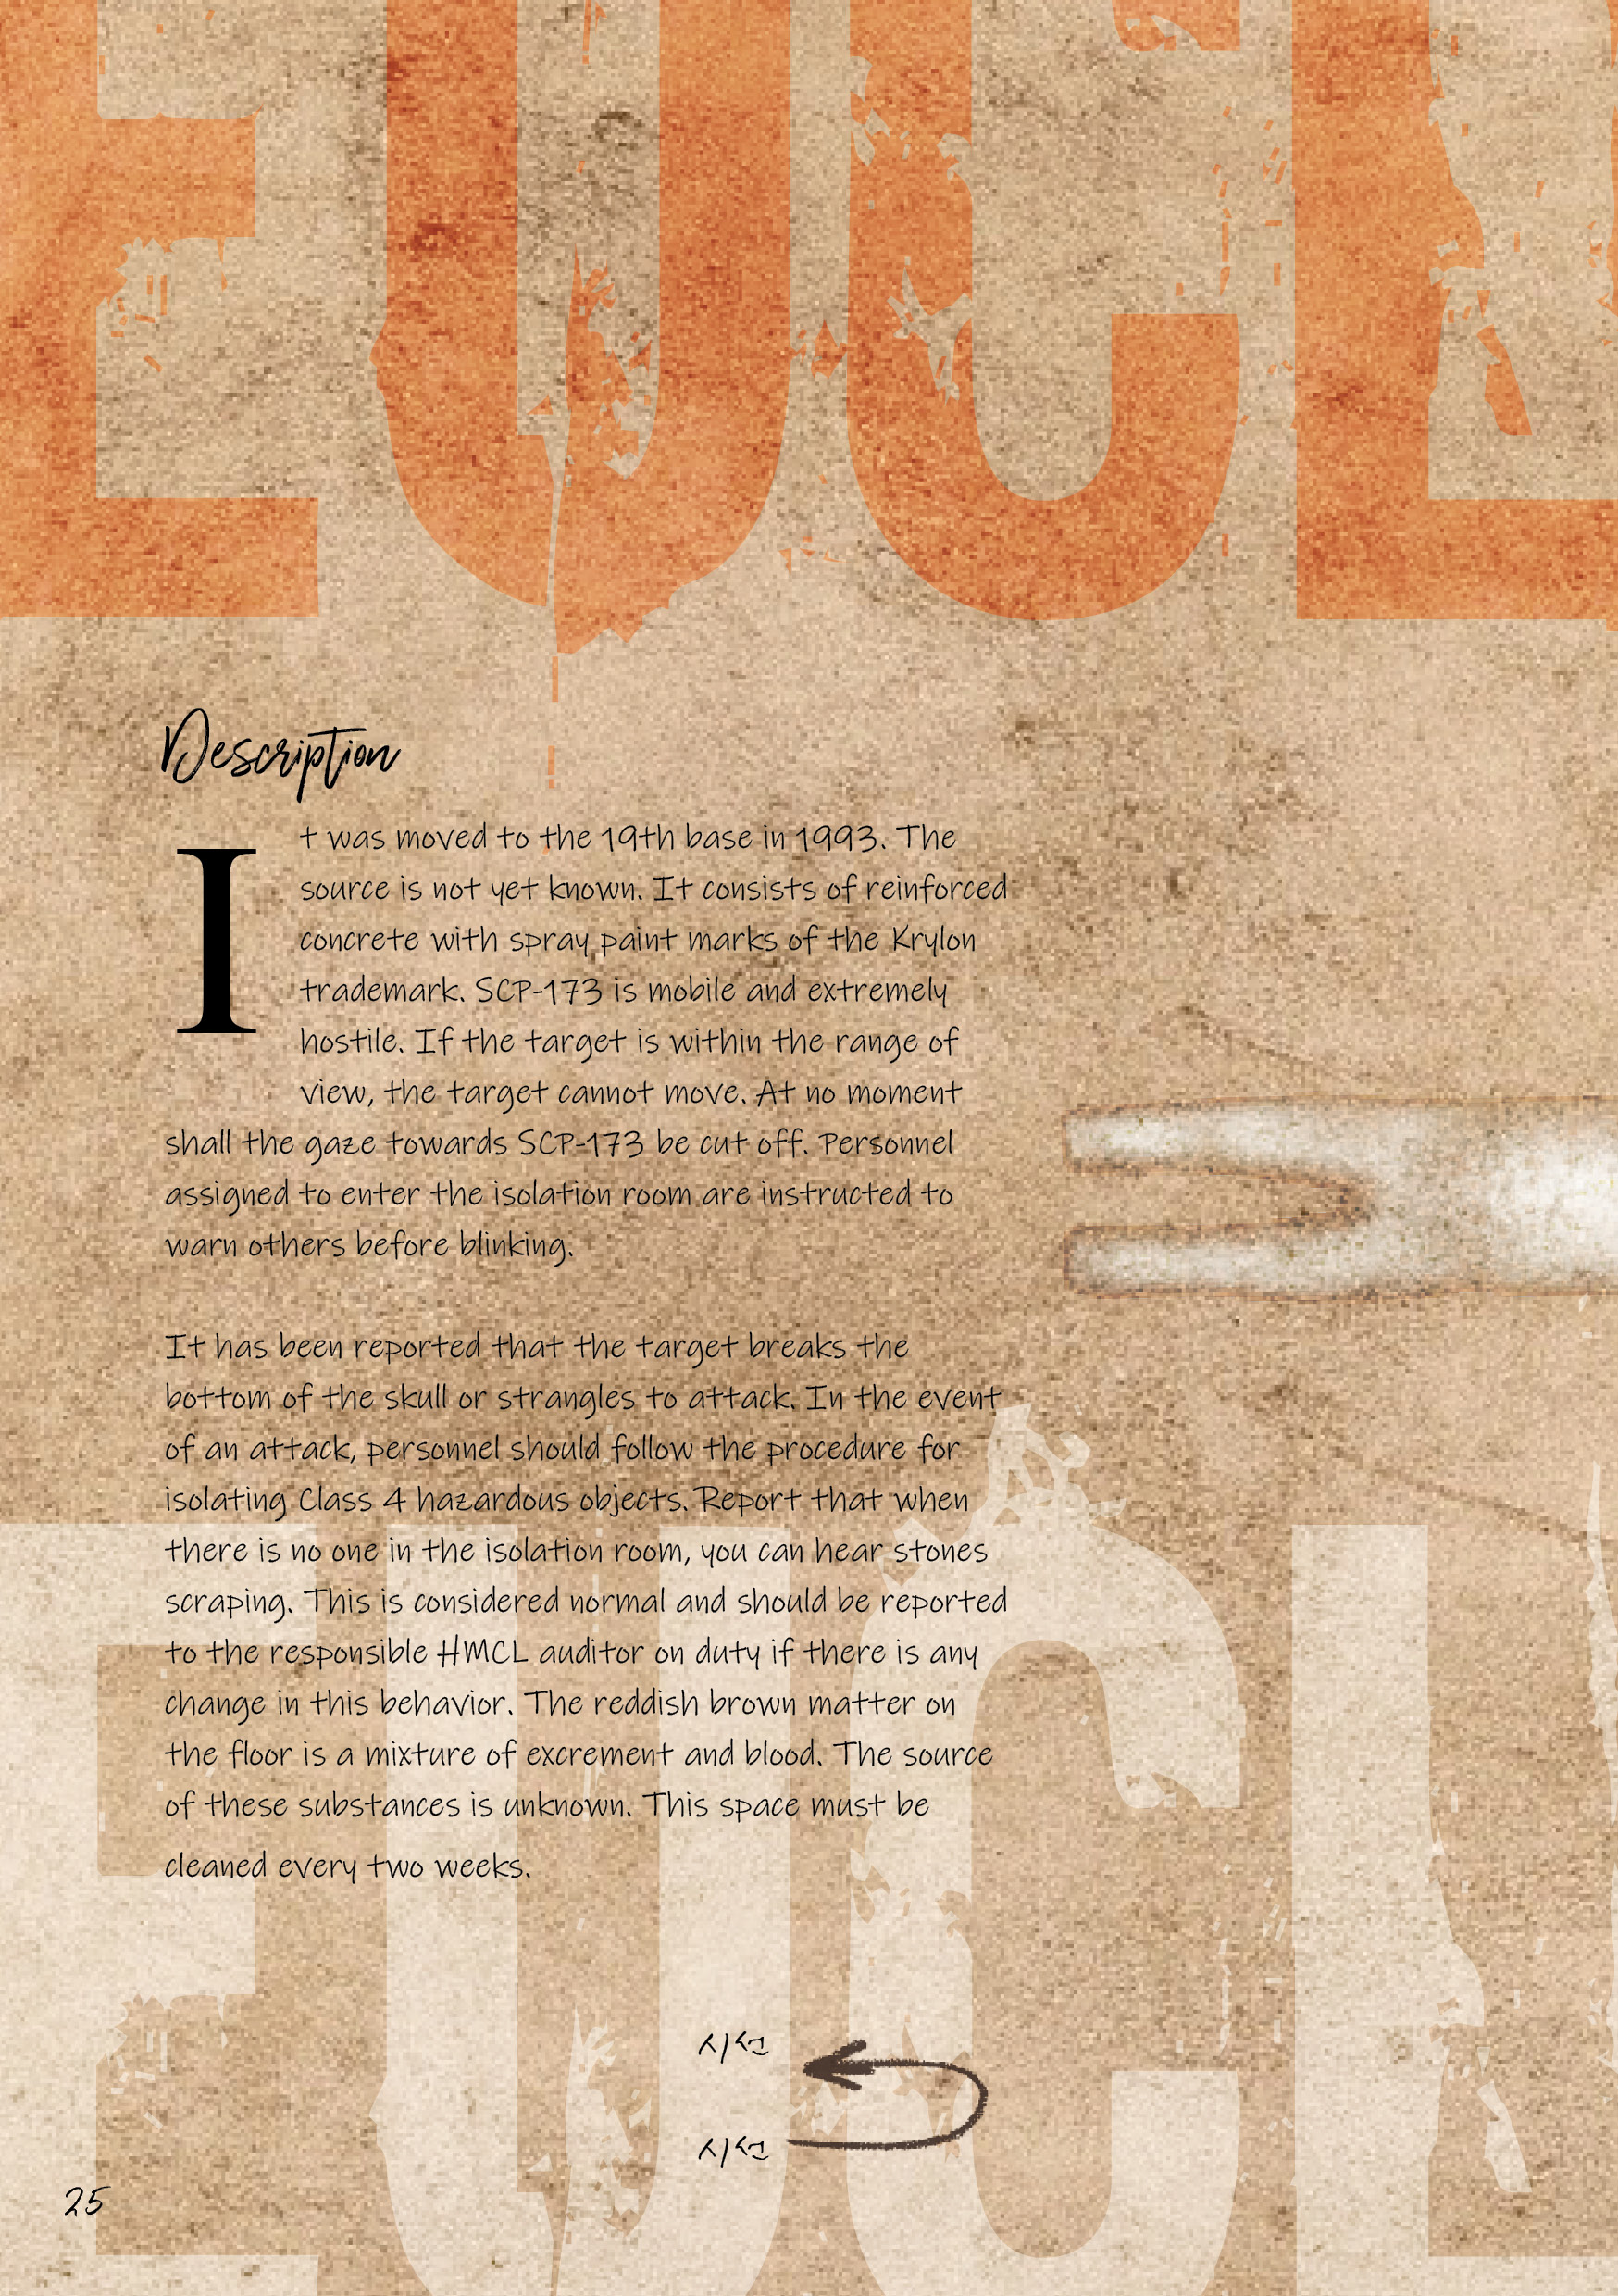 EUCL
Description
It was moved to the 19th base in 1993. The
source is not yet known. It consists of reinforced
concrete with spray paint marks of the Krylon
trademark. SCP-173 is mobile and extremely
hostile. If the target is within the range of
view, the target cannot move. At no moment
shall the gaze towards SCP-173 be cut off. Personnel
assigned to enter the isolation room are instructed to
warn others before blinking.
It has been reported that the target breaks the
bottom of the skull or strangles to attack. In the event
of an attack, personnel should follow the procedure for
isolating Class 4 hazardous objects. Report that when
there is no one in the isolation room, you can hear stones
scraping. This is considered normal and should be reported
to the responsible HMCL auditor on duty if there is any
change in this behavior. The reddish brown matter on
the floor is a mixture of excrement and blood. The source
of these substances is unknown. This space must be
cleaned every two weeks.
EUCL
시선
시선
25